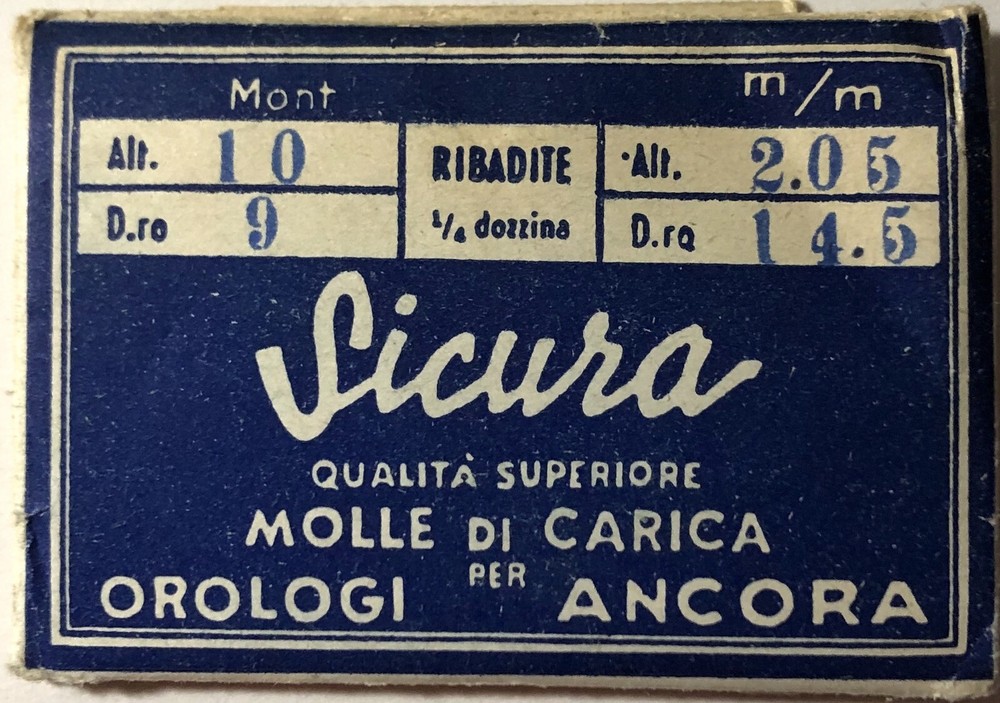 Mont m/m
Alt. 10 RIBADITE Alt. 2.05
D.ro 9 1/4 dozzina D.ro 14.5
Sicura
QUALITÀ SUPERIORE
MOLLE DI CARICA
PER
OROLOGI ANCORA